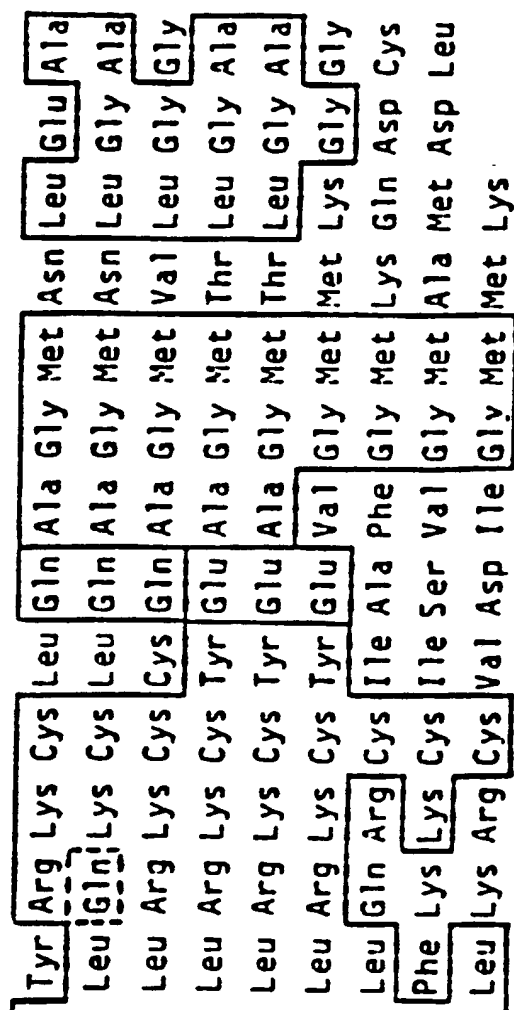 Tyr Arg Lys Cys Leu Gln Ala Gly Met Asn Leu Glu Ala
Leu Gln Lys Cys Leu Gln Ala Gly Met Asn Leu Gly Ala
Leu Arg Lys Cys Cys Gln Ala Gly Met Val Leu Gly Gly
Leu Arg Lys Cys Tyr Glu Ala Gly Met Thr Leu Gly Ala
Leu Arg Lys Cys Tyr Glu Ala Gly Met Thr Leu Gly Ala
Leu Arg Lys Cys Tyr Glu Val Gly Met Met Lys Gly Gly
Leu Gln Arg Cys Ile Ala Phe Gly Met Lys Gln Asp Cys
Phe Lys Lys Cys Ile Ser Val Gly Met Ala Met Asp Leu
Leu Lys Arg Cys Val Asp Ile Gly Met Met Lys